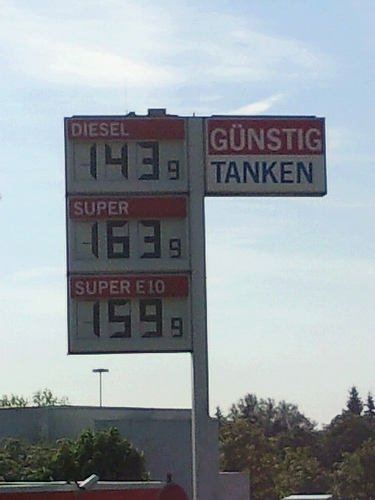 DIESEL
143 9
SUPER
163 9
SUPER E10
159 9
GÜNSTIG
TANKEN